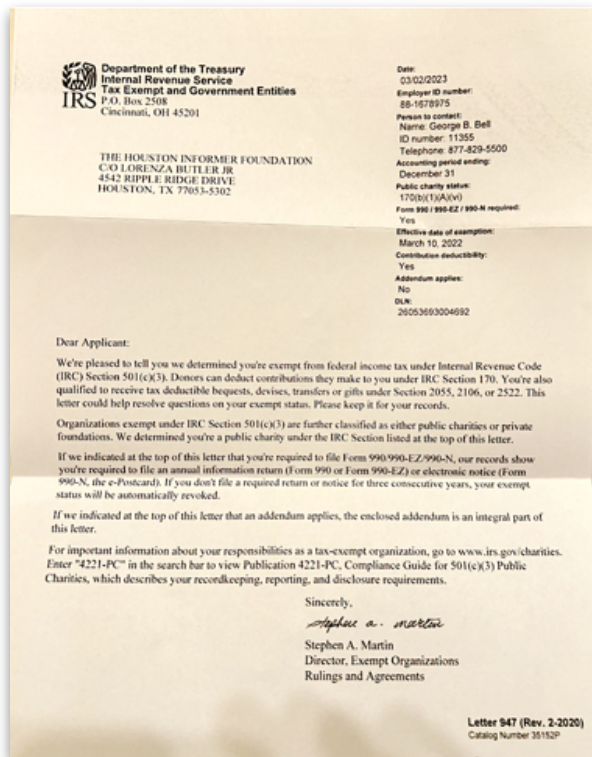 IRS
Department of the Treasury
Internal Revenue Service
Tax Exempt and Government Entities
P.O. Box 2508
Cincinnati, OH 45201
THE HOUSTON INFORMER FOUNDATION
C/O LORENZA BUTLER JR
4542 RIPPLE RIDGE DRIVE
HOUSTON, TX 77053-5302
Date:
03/02/2023
Employer ID number:
88-1678975
Person to contact:
Name: George B. Bell
ID number: 11355
Telephone: 877-829-5500
Accounting period ending:
December 31
Public charity status:
170(b)(1)(A)(vi)
Form 990 / 990-EZ / 990-N required:
Yes
Effective date of exemption:
March 10, 2022
Contribution deductibility:
Yes
Addendum applies:
No
DLN:
26053693004692
Dear Applicant:
We're pleased to tell you we determined you're exempt from federal income tax under Internal Revenue Code
(IRC) Section 501(c)(3). Donors can deduct contributions they make to you under IRC Section 170. You're also
qualified to receive tax deductible bequests, devises, transfers or gifts under Section 2055, 2106, or 2522. This
letter could help resolve questions on your exempt status. Please keep it for your records.
Organizations exempt under IRC Section 501(c)(3) are further classified as either public charities or private
foundations. We determined you're a public charity under the IRC Section listed at the top of this letter.
If we indicated at the top of this letter that you're required to file Form 990/990-EZ/990-N, our records show
you're required to file an annual information return (Form 990 or Form 990-EZ) or electronic notice (Form
990-N, the e-Postcard). If you don't file a required return or notice for three consecutive years, your exempt
status will be automatically revoked.
If we indicated at the top of this letter that an addendum applies, the enclosed addendum is an integral part of
this letter.
For important information about your responsibilities as a tax-exempt organization, go to www.irs.gov/charities.
Enter "4221-PC" in the search bar to view Publication 4221-PC, Compliance Guide for 501(c)(3) Public
Charities, which describes your recordkeeping, reporting, and disclosure requirements.
Sincerely,
Stephen a. martin
Stephen A. Martin
Director, Exempt Organizations
Rulings and Agreements
Letter 947 (Rev. 2-2020)
Catalog Number 35152P